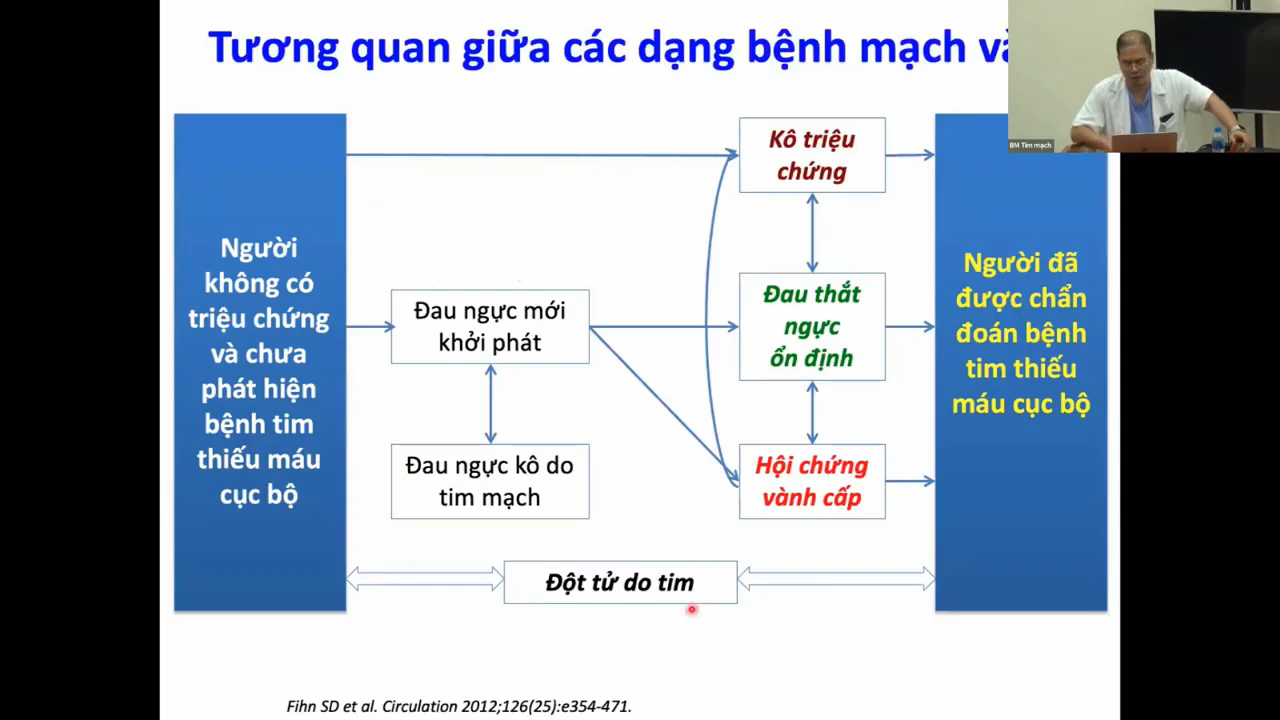 Tương quan giữa các dạng bệnh mạch
BM Tim mạch
Người
không có
triệu chứng
và chưa
phát hiện
bệnh tim
thiếu máu
cục bộ
Đau ngực mới
khởi phát
Đau ngực kô do
tim mạch
Kô triệu
chứng
Đau thắt
ngực
ổn định
Hội chứng
vành cấp
Người đã
được chẩn
đoán bệnh
tim thiếu
máu cục bộ
Đột tử do tim
Fihn SD et al. Circulation 2012;126(25):e354-471.